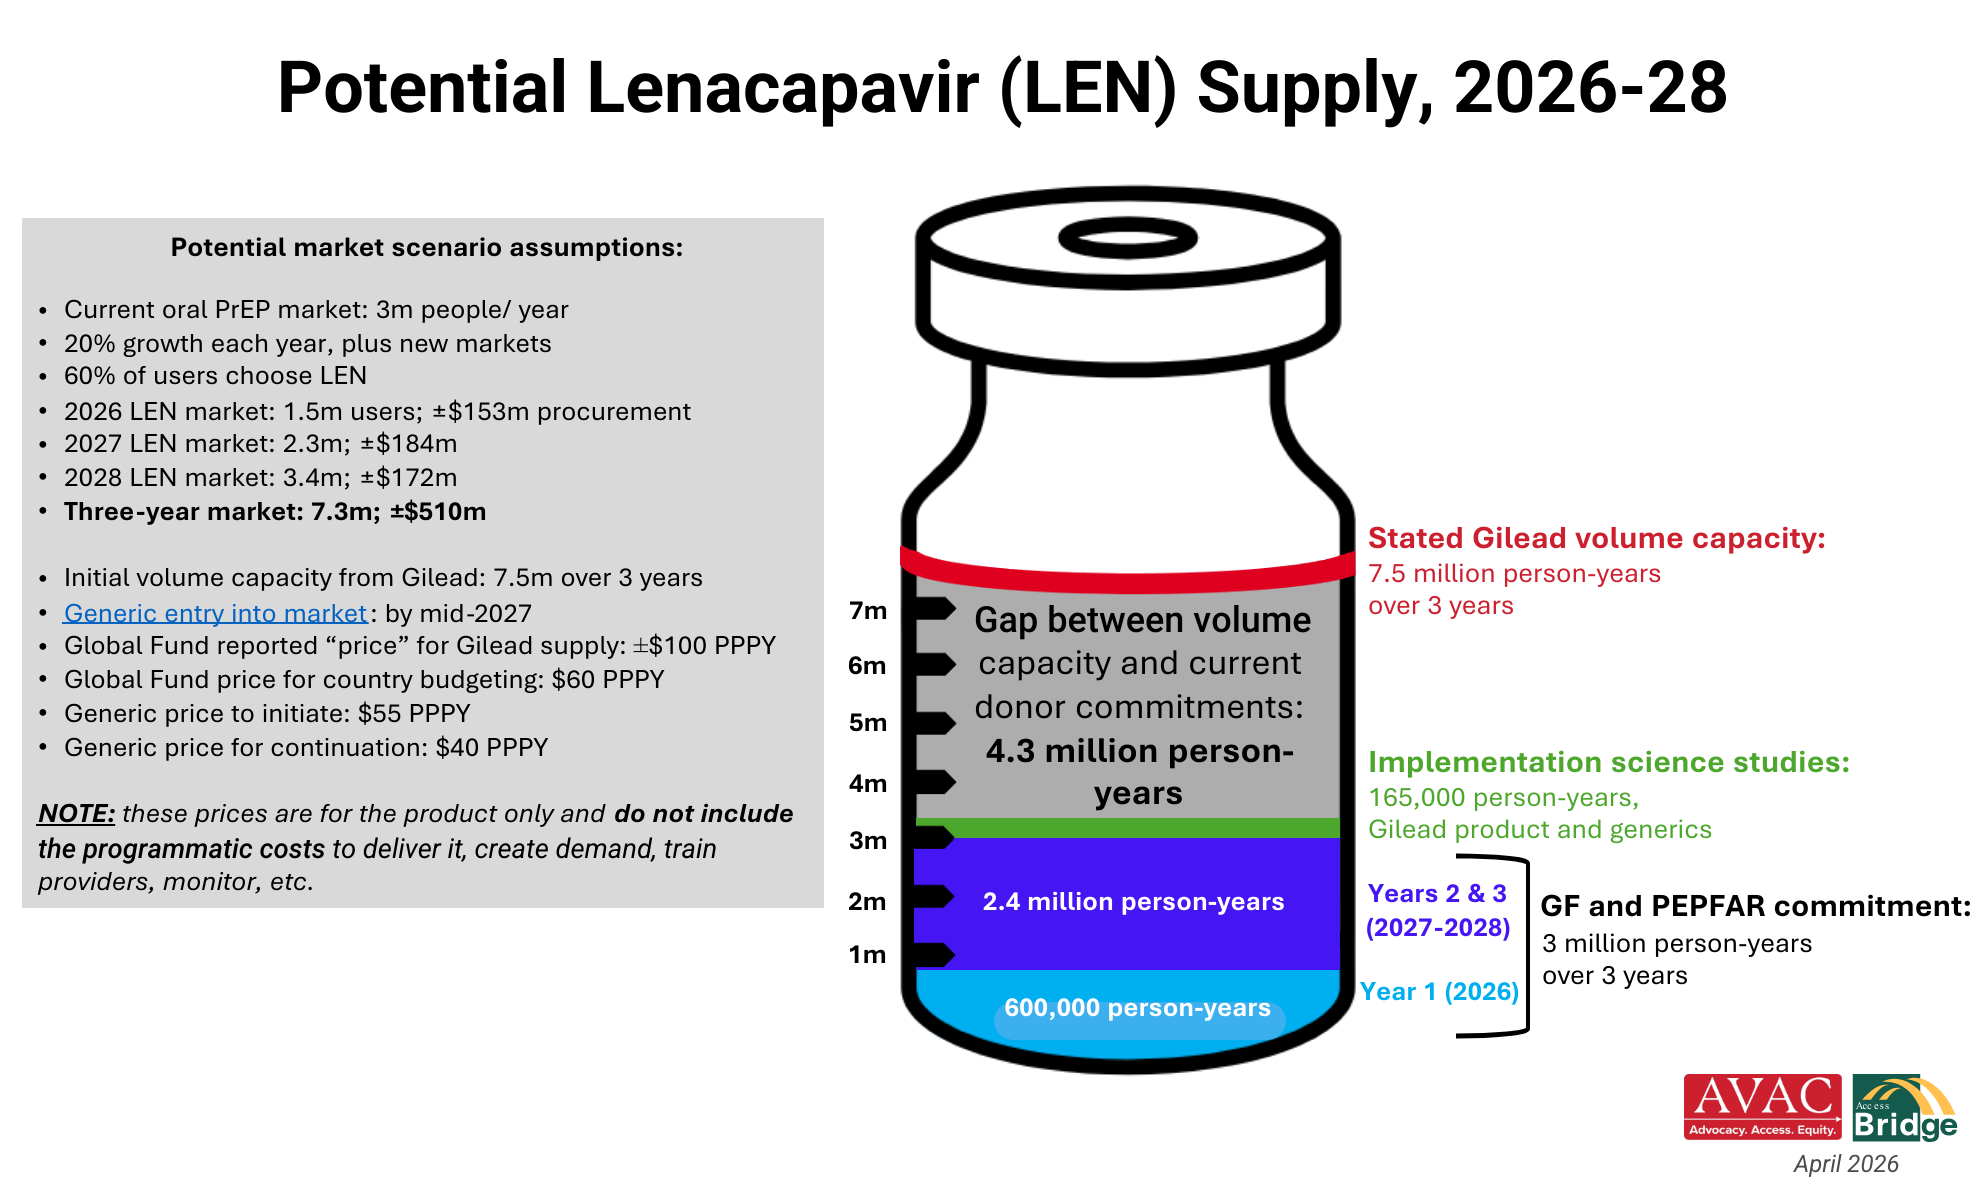 Potential Lenacapavir (LEN) Supply, 2026-28
Potential market scenario assumptions:
• Current oral PrEP market: 3m people/ year
• 20% growth each year, plus new markets
• 60% of users choose LEN
• 2026 LEN market: 1.5m users; ±$153m procurement
• 2027 LEN market: 2.3m; ±$184m
• 2028 LEN market: 3.4m; ±$172m
• Three-year market: 7.3m; ±$510m
• Initial volume capacity from Gilead: 7.5m over 3 years
• Generic entry into market: by mid-2027
• Global Fund reported “price” for Gilead supply: ±$100 PPPY
• Global Fund price for country budgeting: $60 PPPY
• Generic price to initiate: $55 PPPY
• Generic price for continuation: $40 PPPY
NOTE: these prices are for the product only and do not include
the programmatic costs to deliver it, create demand, train
providers, monitor, etc.
7m
6m
5m
4m
3m
2m
1m
Gap between volume
capacity and current
donor commitments:
4.3 million person-
years
2.4 million person-years
600,000 person-years
Stated Gilead volume capacity:
7.5 million person-years
over 3 years
Implementation science studies:
165,000 person-years,
Gilead product and generics
Years 2 & 3
(2027-2028)
Year 1 (2026)
GF and PEPFAR commitment:
3 million person-years
over 3 years
AVAC
Advocacy. Access. Equity.
Access
Bridge
April 2026